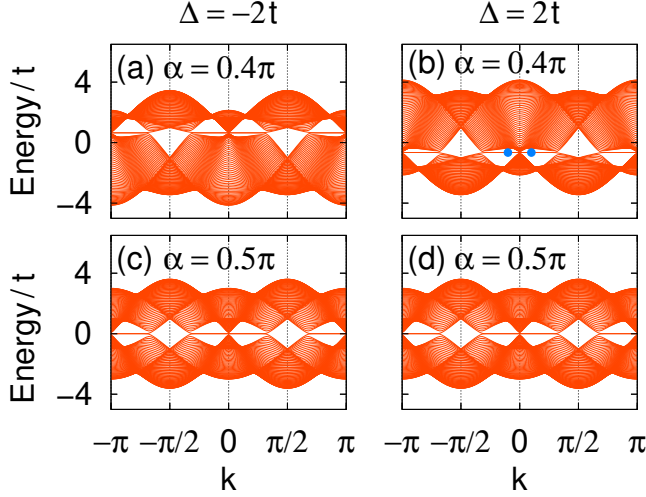 Δ = −2t Δ = 2t
(a) α = 0.4π (b) α = 0.4π
Energy/t
4
0
−4
(c) α = 0.5π (d) α = 0.5π
Energy/t
4
0
−4
−π −π/2 0 π/2 π −π −π/2 0 π/2 π
k k